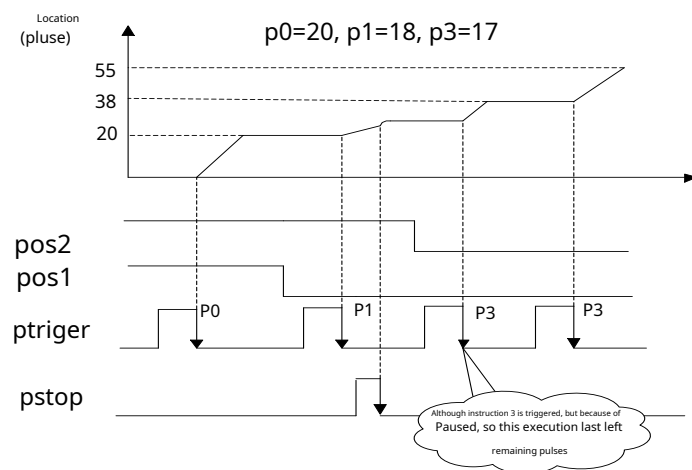 Location
(pluse)
p0=20, p1=18, p3=17
55
38
20
pos2
pos1
ptriger
P0
P1
P3
P3
pstop
Although instruction 3 is triggered, but because of
Paused, so this execution last left
remaining pulses